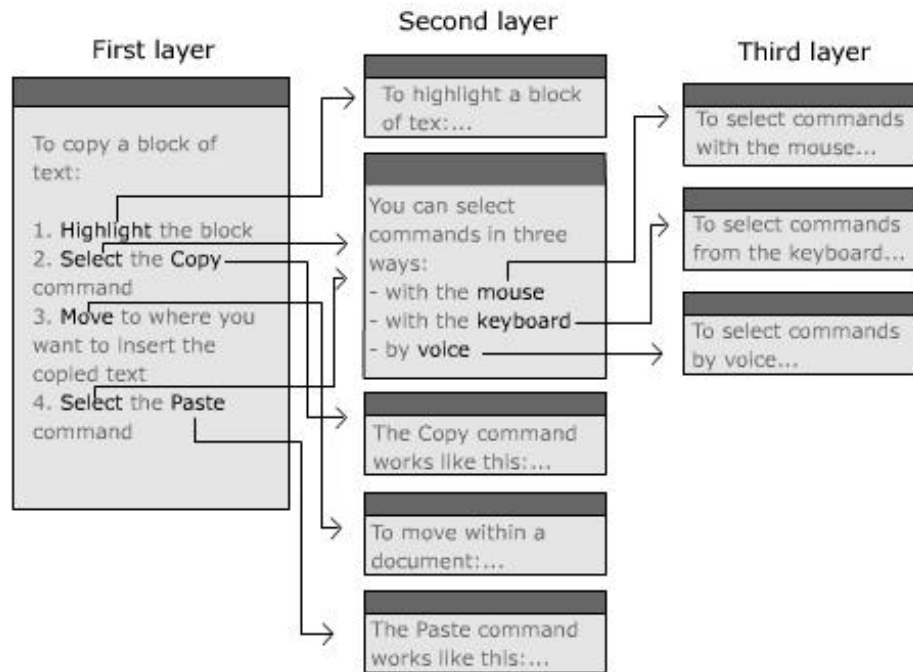 First layer
To copy a block of
text:
1. Highlight the block
2. Select the Copy
command
3. Move to where you
want to insert the
copied text
4. Select the Paste
command
Second layer
To highlight a block
of tex:...
You can select
commands in three
ways:
- with the mouse
- with the keyboard
- by voice
The Copy command
works like this:...
To move within a
document:...
The Paste command
works like this:...
Third layer
To select commands
with the mouse...
To select commands
from the keyboard...
To select commands
by voice...